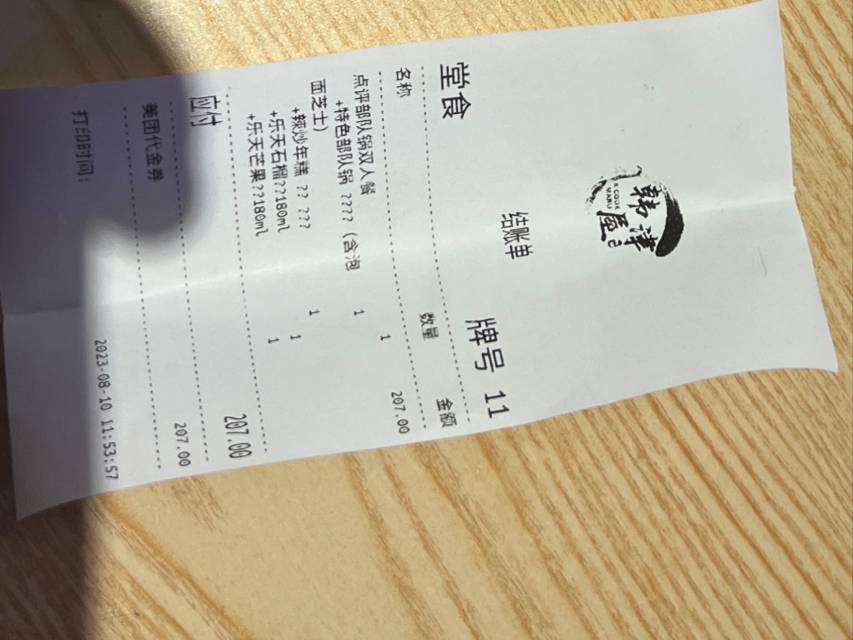 韩津屋
结账单
堂食 牌号 11
名称 数量 金额
点评部队锅双人餐 1 207.00
+特色部队锅 ???? (含泡 1
面芝士)
+辣炒年糕 ?? ??? 1
+乐天石榴??180ml 1
+乐天芒果??180ml 1
应付 207.00
美团代金券 207.00
打印时间: 2023-08-10 11:53:57